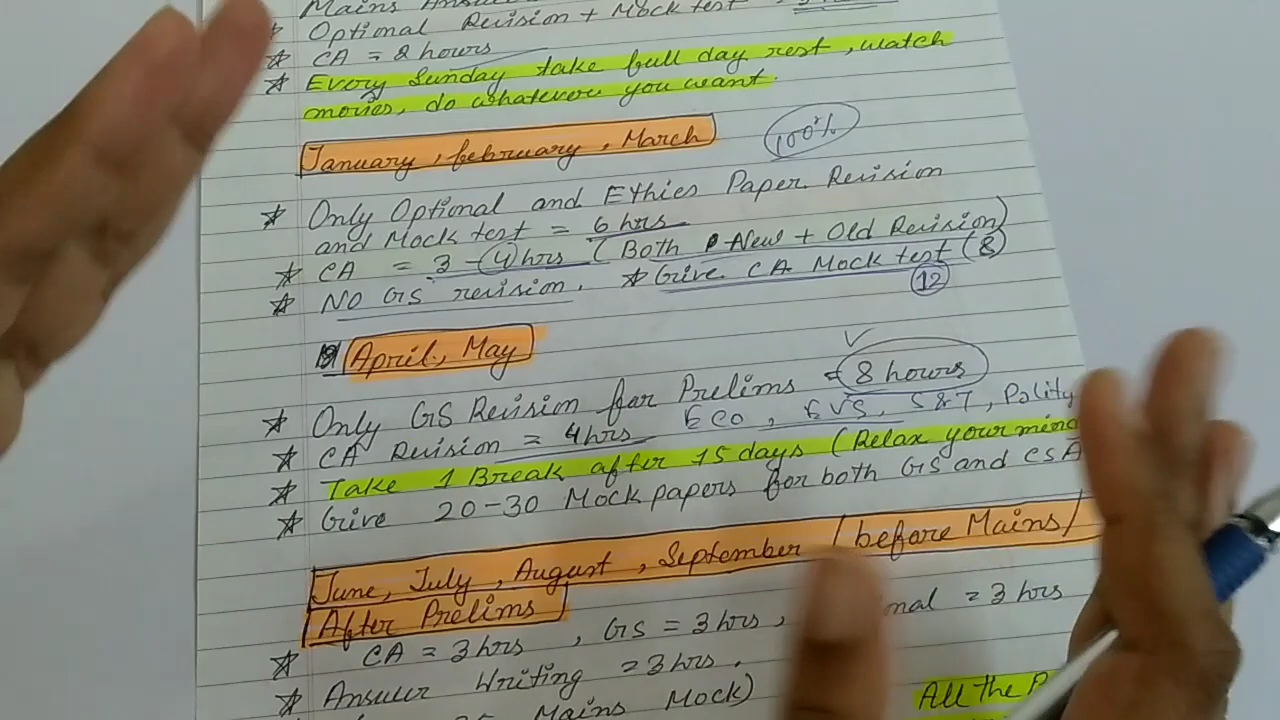 Mains
* Optional Revision + Mock test
* CA = 2 hours
* Every Sunday take full day rest, watch
movies, do whatever you want.
January, february, March 100%
* Only Optional and Ethics Paper Revision
and Mock test = 6 hrs
* CA = 3-4 hrs (Both New + Old Revision)
* NO GS revision. * Give CA Mock test (8)
12
April, May
* Only GS Revision for Prelims = 8 hours
* CA Revision = 4hrs Eco, EVS, S&T, Polity
* Take 1 Break after 15 days (Relax your mind
* Give 20-30 Mock papers for both GS and CSA
June, July, August, September (before Mains)
After Prelims
* CA = 3 hrs, GS = 3 hrs, = 3 hrs
* Answer Writing = 3 hrs.
Mains Mock)
All the